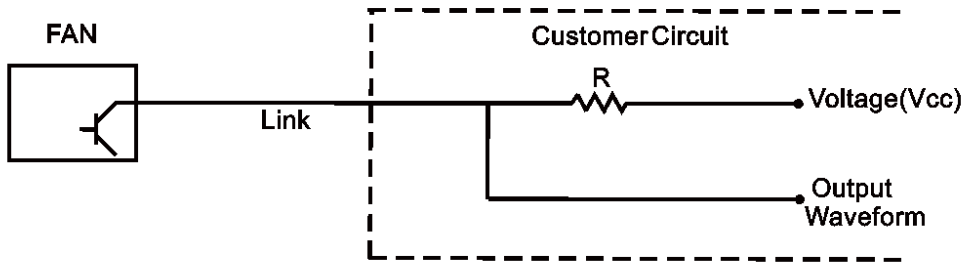 FAN
Customer Circuit
R
Link
Voltage(Vcc)
Output
Waveform